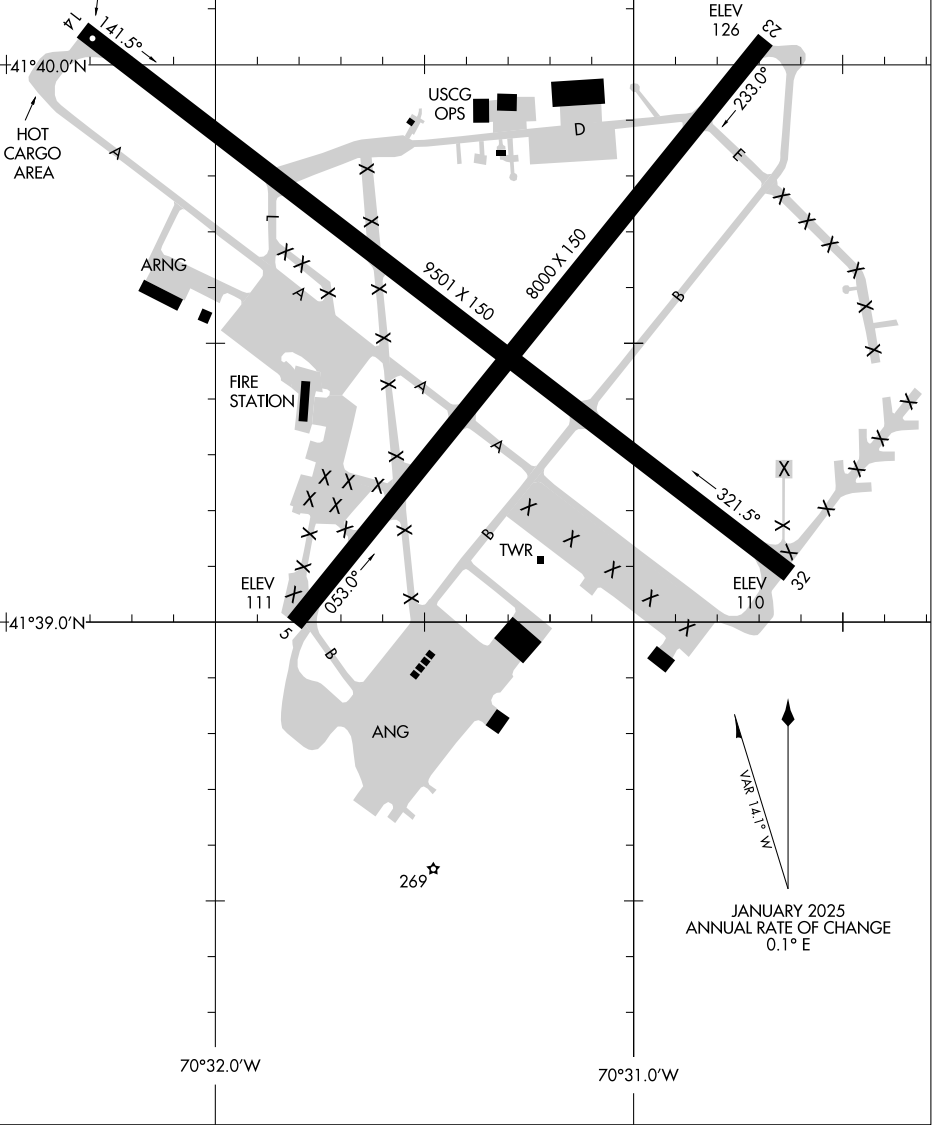 14
141.5°
ELEV
126
23
41°40.0'N
233.0°
HOT
CARGO
AREA
USCG
OPS
D
A
E
L
ARNG
A
9501 X 150
8000 X 150
B
FIRE
STATION
A
A
X
321.5°
B
TWR
ELEV
111
053.0°
ELEV
110
32
41°39.0'N
5
B
ANG
VAR 14.1° W
269
JANUARY 2025
ANNUAL RATE OF CHANGE
0.1° E
70°32.0'W
70°31.0'W